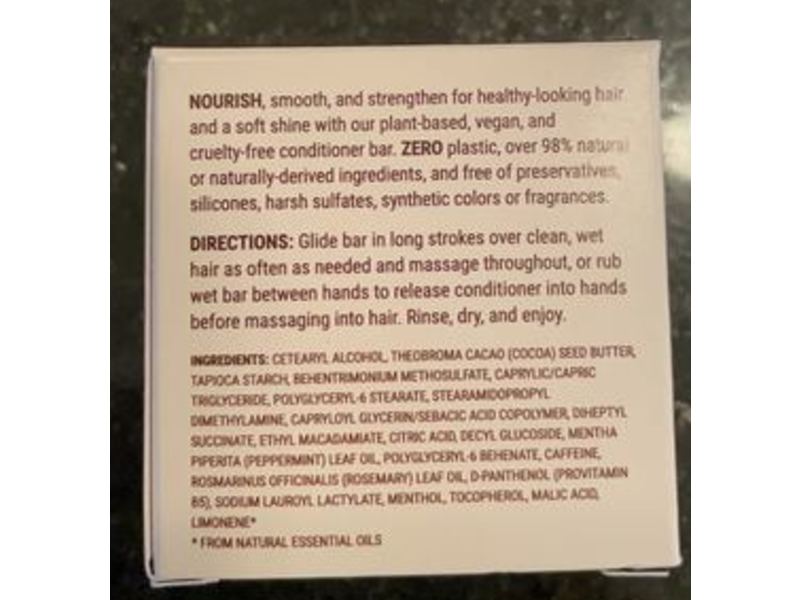 NOURISH, smooth, and strengthen for healthy-looking hair
and a soft shine with our plant-based, vegan, and
cruelty-free conditioner bar. ZERO plastic, over 98% natural
or naturally-derived ingredients, and free of preservatives,
silicones, harsh sulfates, synthetic colors or fragrances.
DIRECTIONS: Glide bar in long strokes over clean, wet
hair as often as needed and massage throughout, or rub
wet bar between hands to release conditioner into hands
before massaging into hair. Rinse, dry, and enjoy.
INGREDIENTS: CETEARYL ALCOHOL, THEOBROMA CACAO (COCOA) SEED BUTTER,
TAPIOCA STARCH, BEHENTRIMONIUM METHOSULFATE, CAPRYLIC/CAPRIC
TRIGLYCERIDE, POLYGLYCERYL-6 STEARATE, STEARAMIDOPROPYL
DIMETHYLAMINE, CAPRYLOYL GLYCERIN/SEBACIC ACID COPOLYMER, DIHEPTYL
SUCCINATE, ETHYL MACADAMIATE, CITRIC ACID, DECYL GLUCOSIDE, MENTHA
PIPERITA (PEPPERMINT) LEAF OIL, POLYGLYCERYL-6 BEHENATE, CAFFEINE,
ROSMARINUS OFFICINALIS (ROSEMARY) LEAF OIL, D-PANTHENOL (PROVITAMIN
B5), SODIUM LAUROYL LACTYLATE, MENTHOL, TOCOPHEROL, MALIC ACID,
LIMONENE*
* FROM NATURAL ESSENTIAL OILS